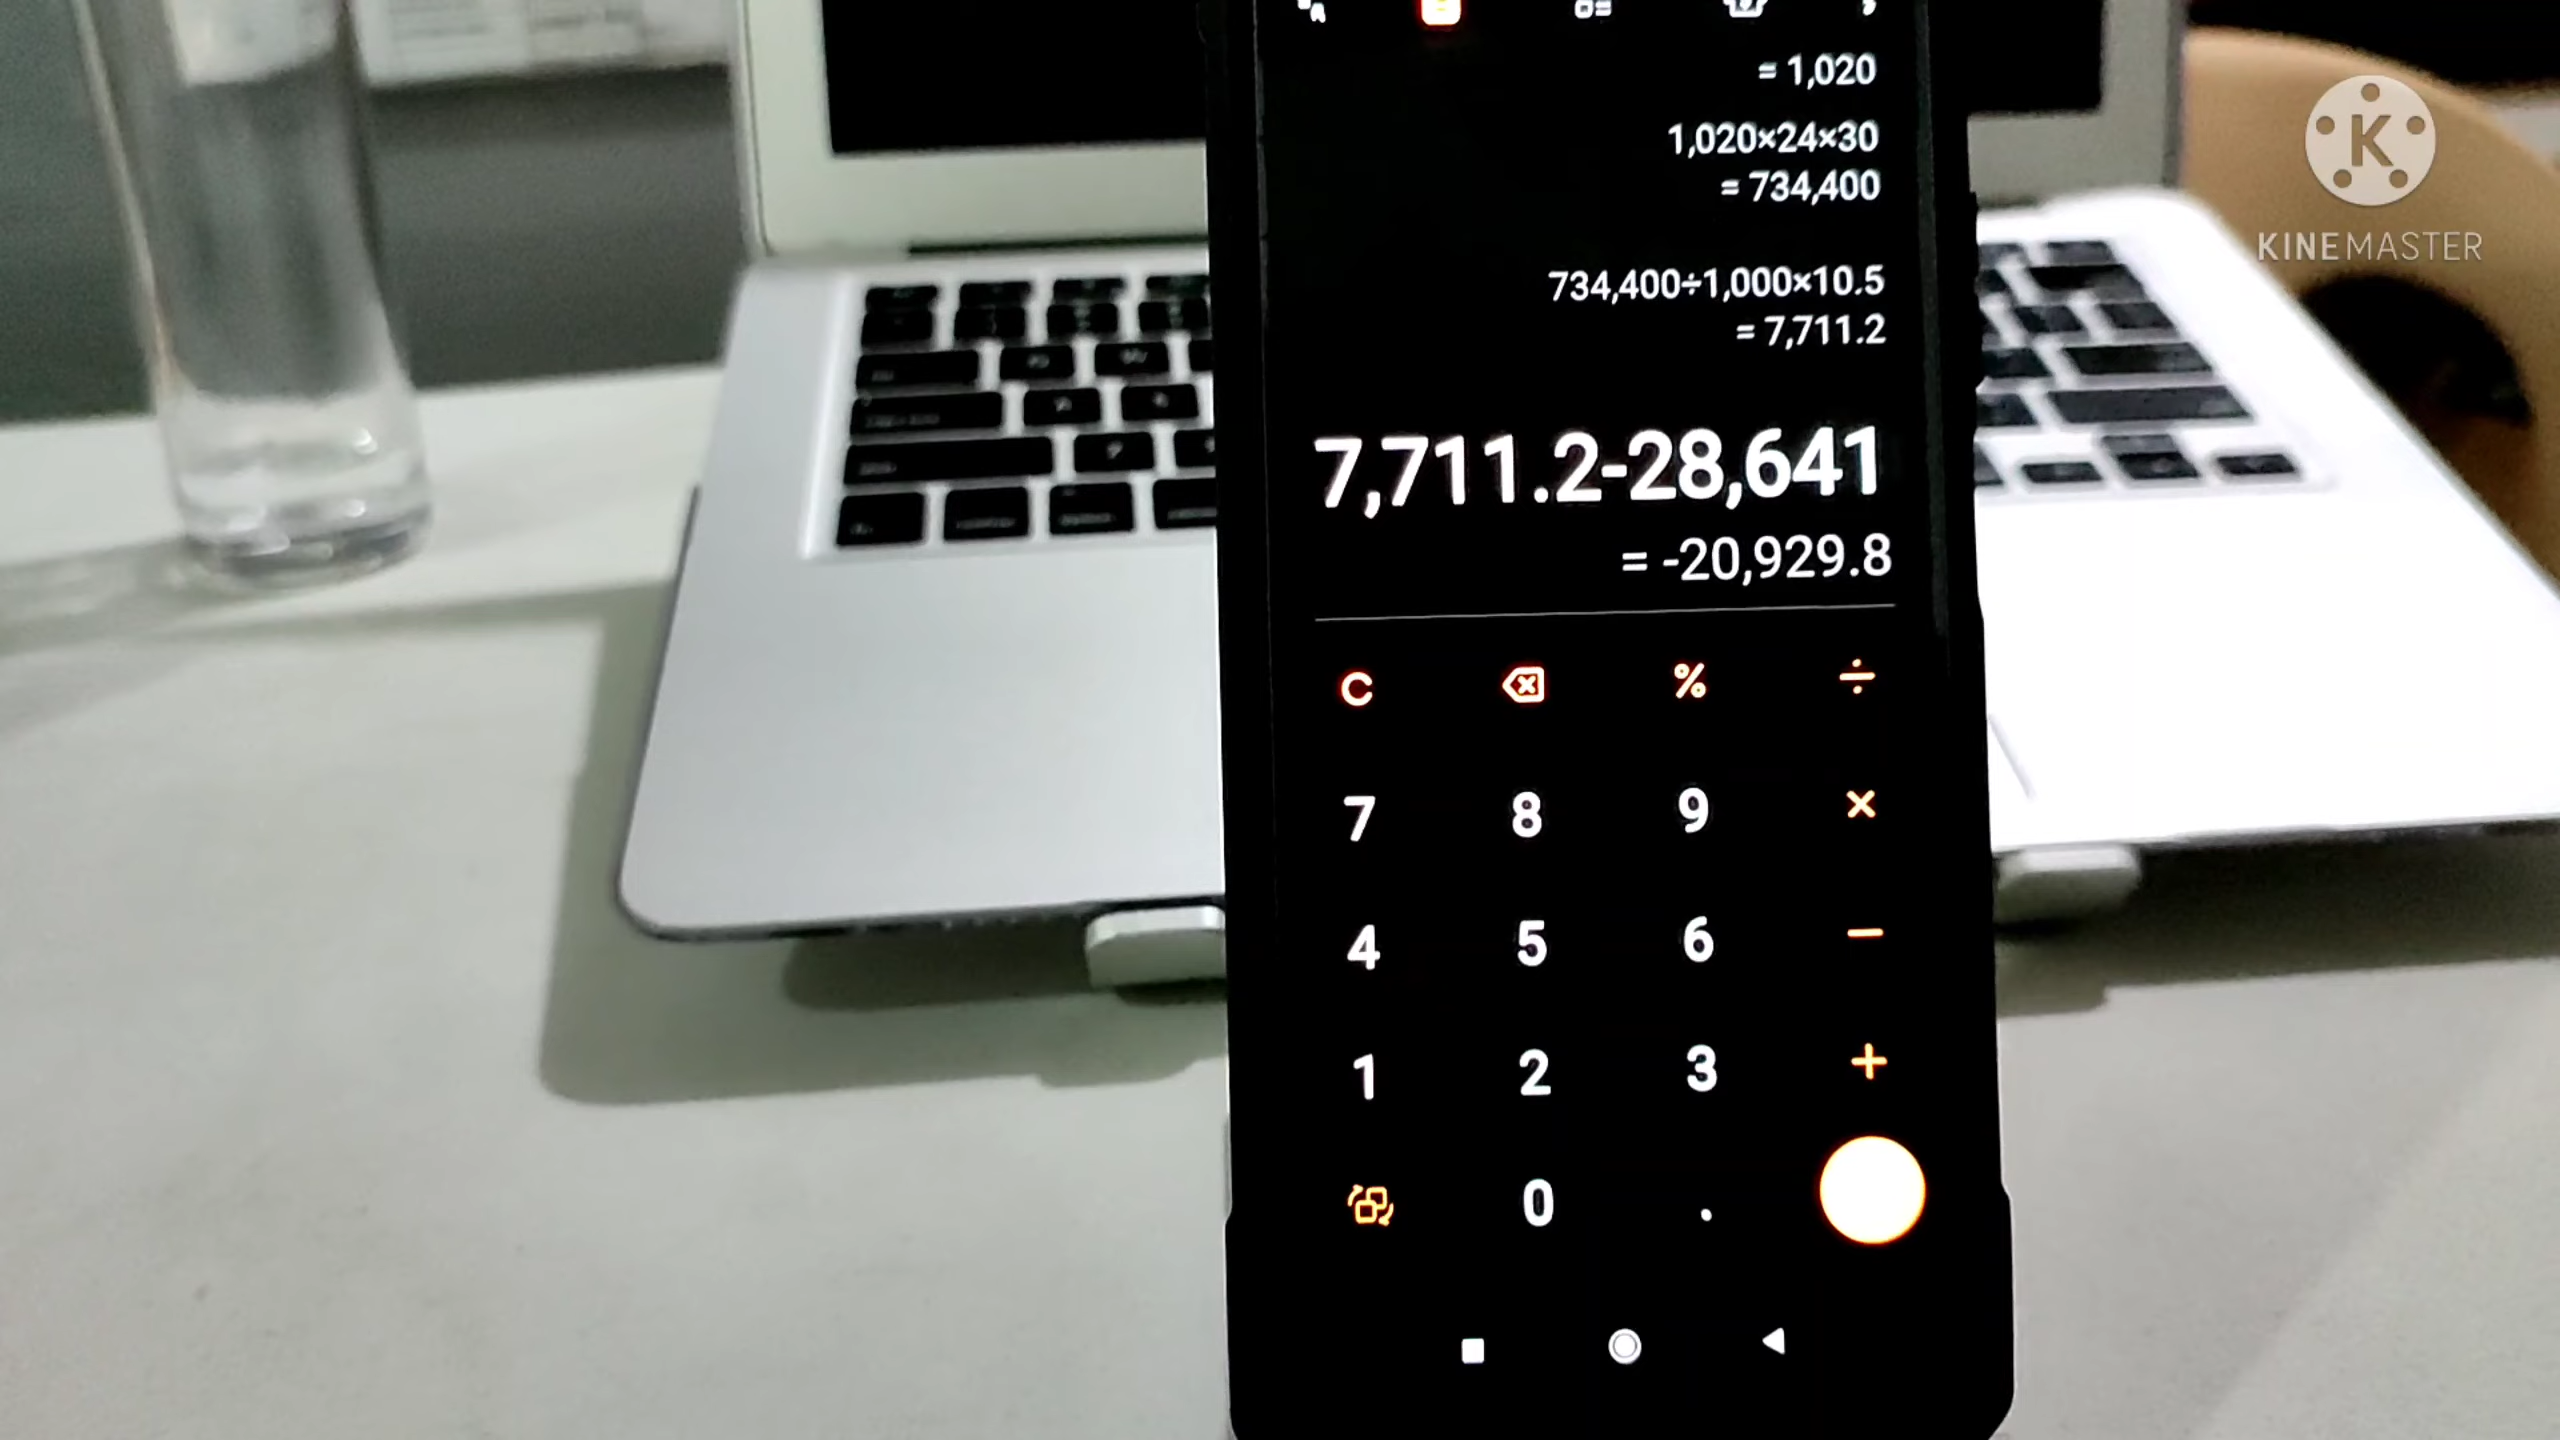 = 1,020
1,020×24×30
= 734,400
734,400÷1,000×10.5
= 7,711.2
7,711.2-28,641
= -20,929.8
C % ÷
7 8 9 ×
4 5 6 −
1 2 3 +
0 .
K
KINEMASTER